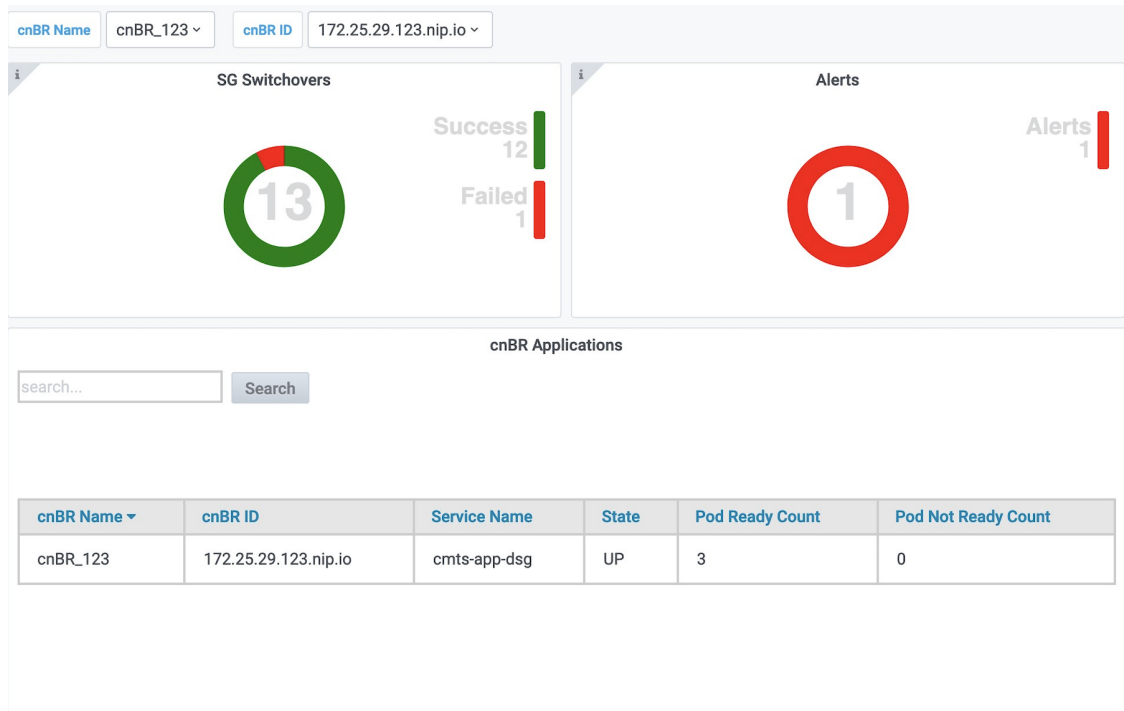 cnBR Name cnBR_123 cnBR ID 172.25.29.123.nip.io
i SG Switchovers
Success
12
13
Failed
1
i Alerts
Alerts
1
1
cnBR Applications
search... Search
cnBR Name cnBR ID Service Name State Pod Ready Count Pod Not Ready Count
cnBR_123 172.25.29.123.nip.io cmts-app-dsg UP 3 0